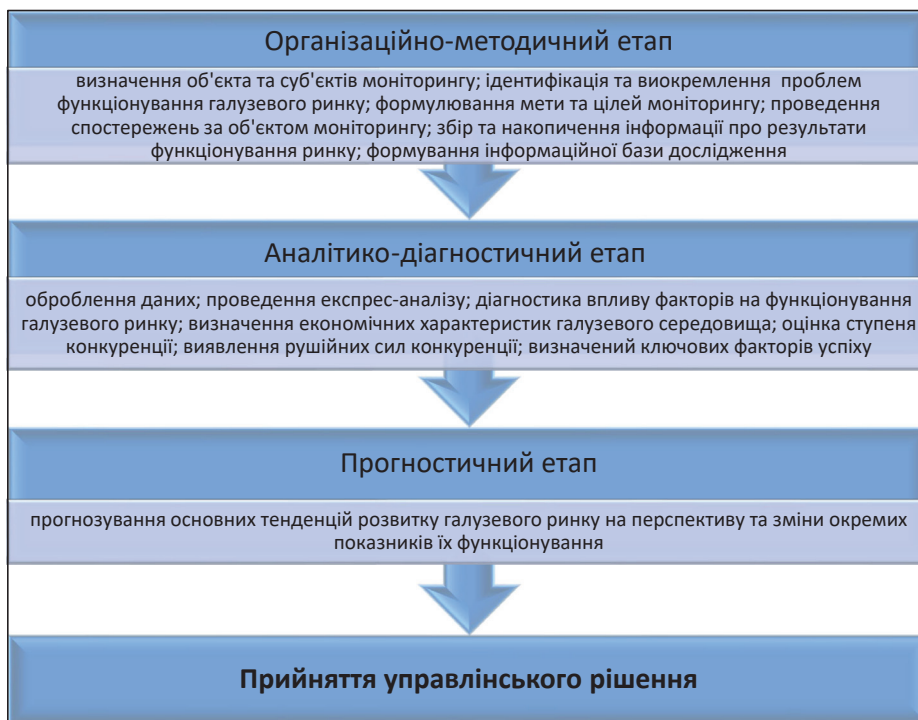 Організаційно-методичний етап
визначення об'єкта та суб'єктів моніторингу; ідентифікація та виокремлення проблем
функціонування галузевого ринку; формулювання мети та цілей моніторингу; проведення
спостережень за об'єктом моніторингу; збір та накопичення інформації про результати
функціонування ринку; формування інформаційної бази дослідження
Аналітико-діагностичний етап
оброблення даних; проведення експрес-аналізу; діагностика впливу факторів на функціонування
галузевого ринку; визначення економічних характеристик галузевого середовища; оцінка ступеня
конкуренції; виявлення рушійних сил конкуренції; визначений ключових факторів успіху
Прогностичний етап
прогнозування основних тенденцій розвитку галузевого ринку на перспективу та зміни окремих
показників їх функціонування
Прийняття управлінського рішення